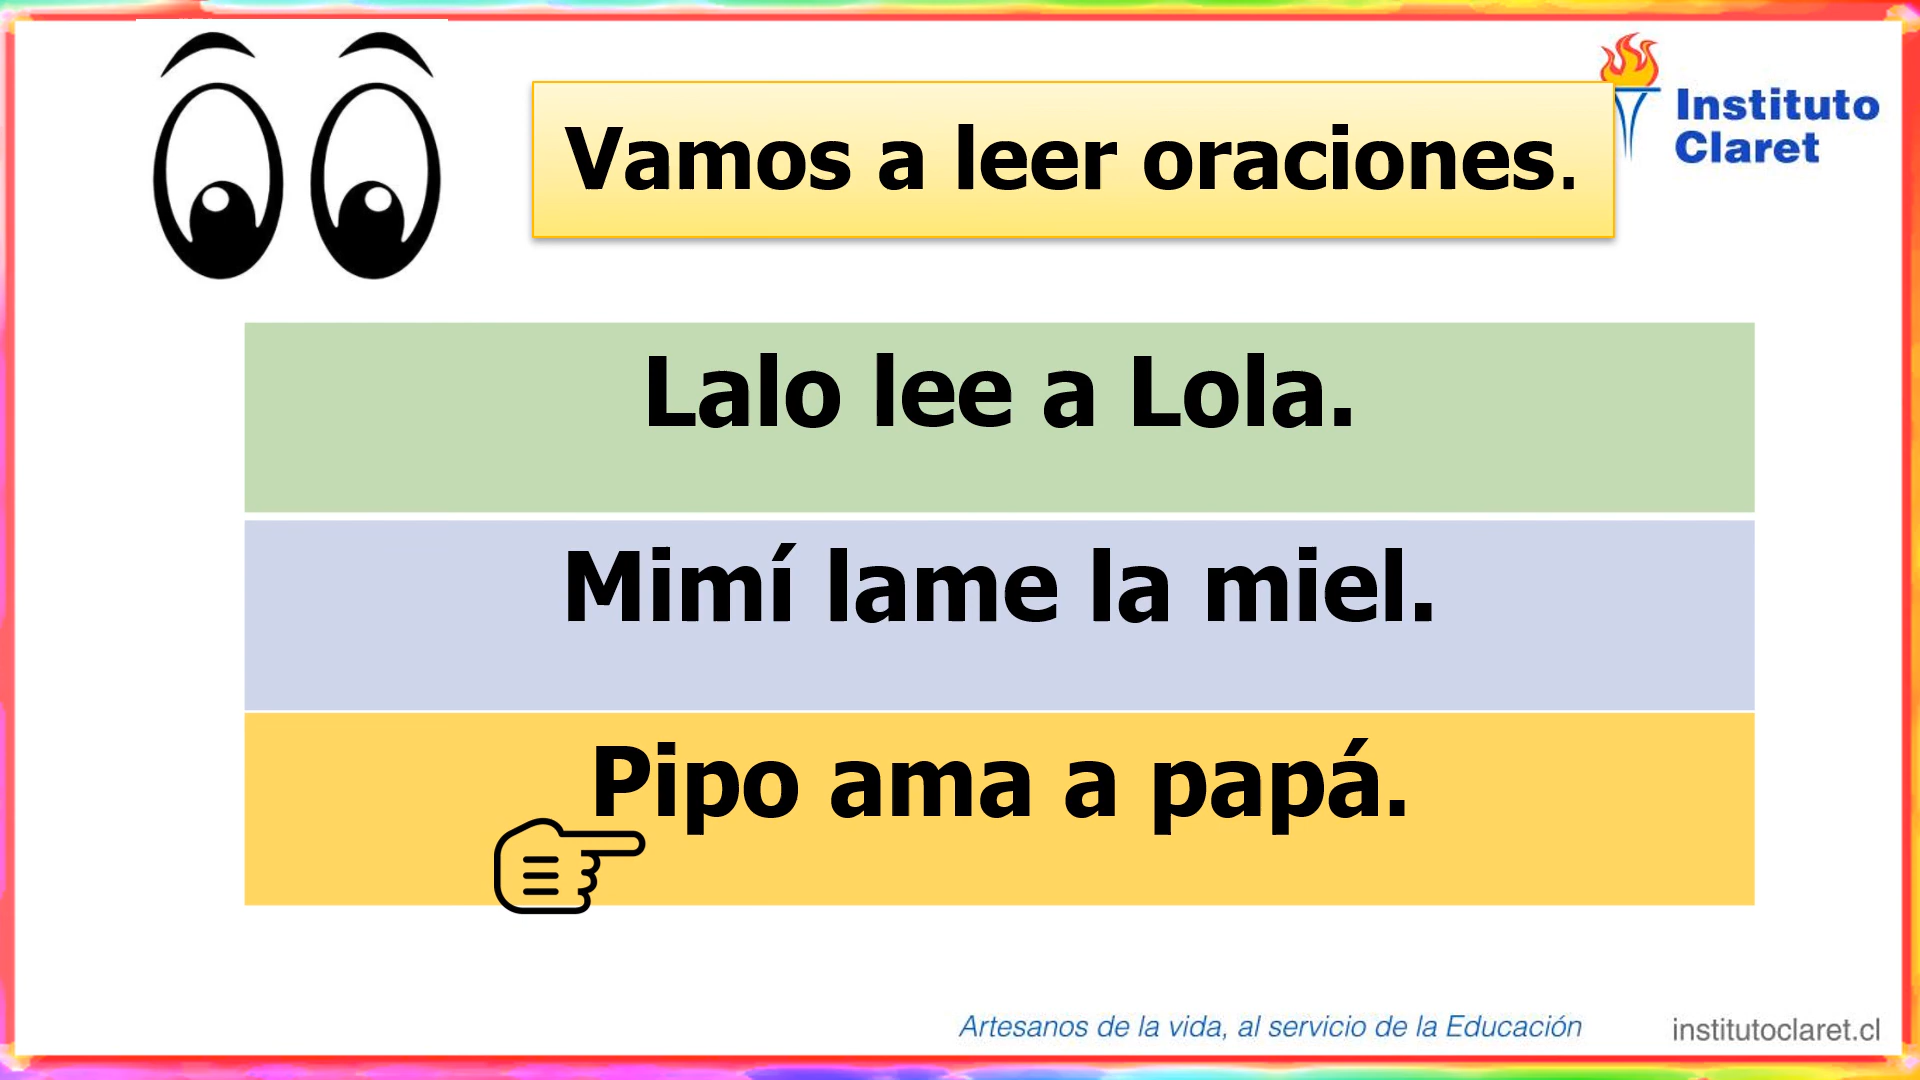 Vamos a leer oraciones.
Instituto
Claret
Lalo lee a Lola.
Mimí lame la miel.
Pipo ama a papá.
Artesanos de la vida, al servicio de la Educación
institutoclaret.cl